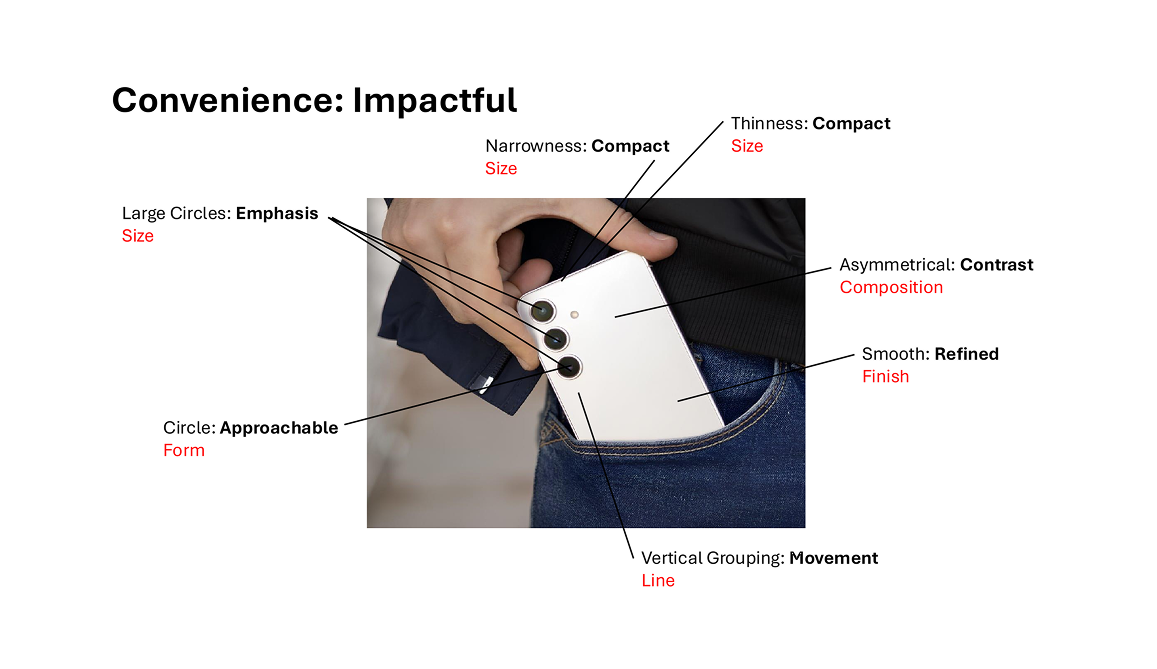 Convenience: Impactful
Thinness: Compact
Size
Narrowness: Compact
Size
Large Circles: Emphasis
Size
Asymmetrical: Contrast
Composition
Smooth: Refined
Finish
Circle: Approachable
Form
Vertical Grouping: Movement
Line